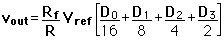 v_out = R_f/R V_ref [D_0/16 + D_1/8 + D_2/4 + D_3/2]